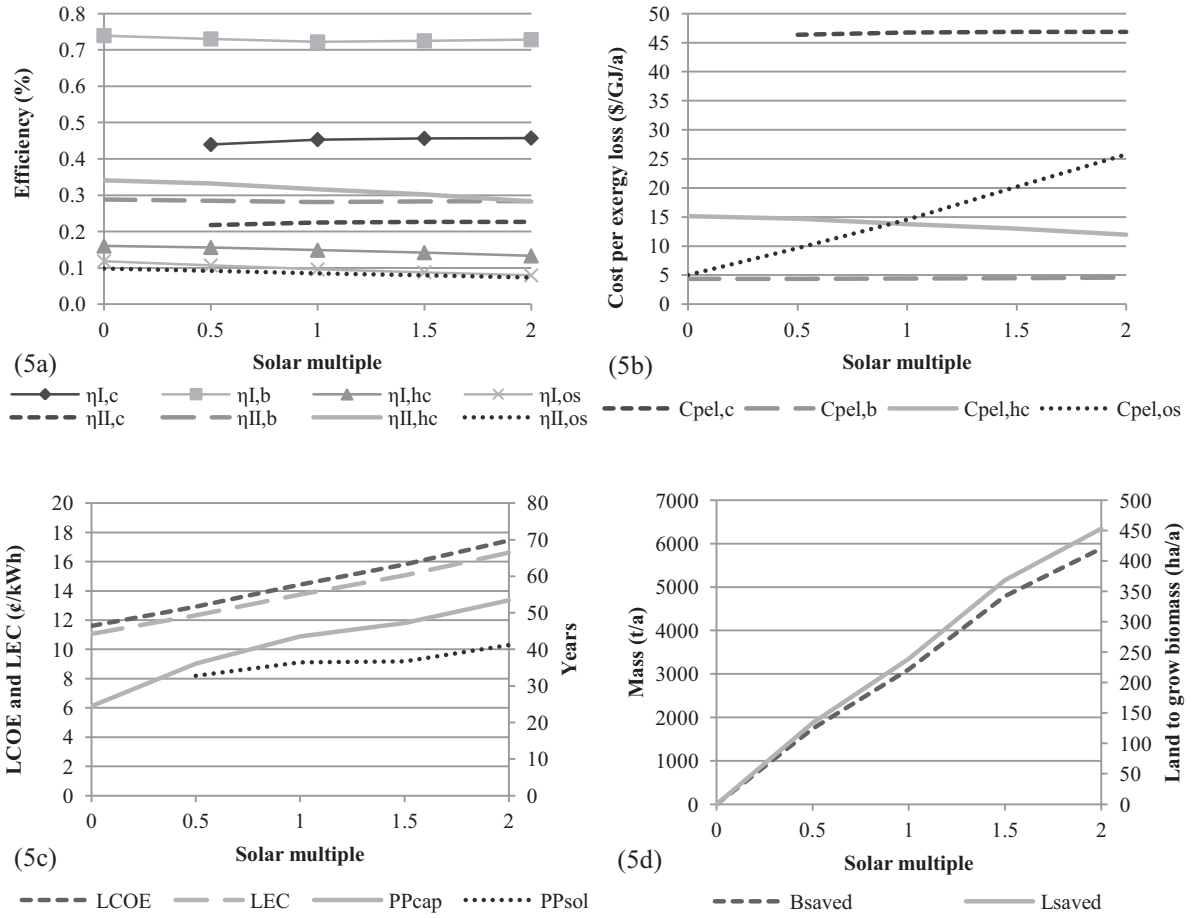 Efficiency (%)
0.8
0.7
0.6
0.5
0.4
0.3
0.2
0.1
0.0
0 0.5 1 1.5 2
Solar multiple
(5a)
ηI,c ηI,b ηI,hc ηI,os
ηII,c ηII,b ηII,hc ηII,os
Cost per exergy loss ($/GJ/a)
50
45
40
35
30
25
20
15
10
5
0
0 0.5 1 1.5 2
Solar multiple
(5b)
Cpel,c Cpel,b Cpel,hc Cpel,os
LCOE and LEC (¢/kWh)
20
18
16
14
12
10
8
6
4
2
0
80
70
60
50
40
30
20
10
0
Years
0 0.5 1 1.5 2
Solar multiple
(5c)
LCOE LEC PPcap PPsol
Mass (t/a)
7000
6000
5000
4000
3000
2000
1000
0
500
450
400
350
300
250
200
150
100
50
0
Land to grow biomass (ha/a)
0 0.5 1 1.5 2
Solar multiple
(5d)
Bsaved Lsaved